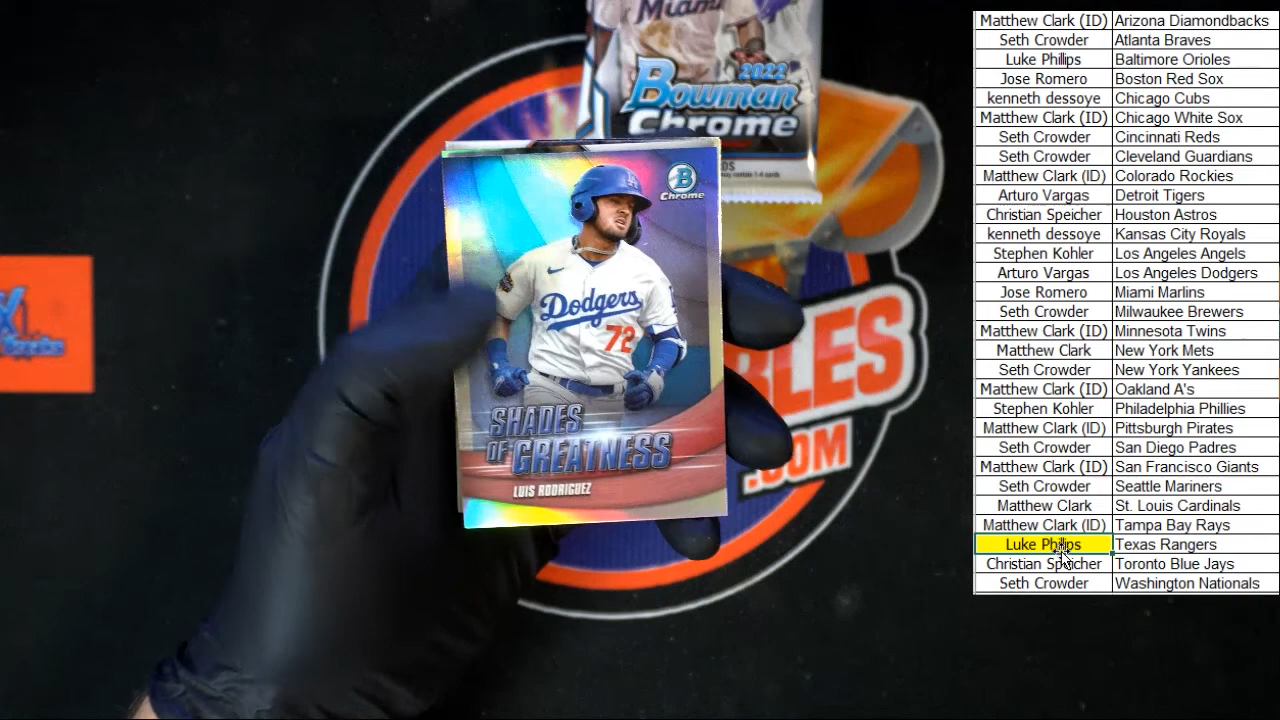 Miami
2022
Bowman
Chrome
B
Chrome
Dodgers
72
SHADES
OF GREATNESS
LUIS RODRIGUEZ
BLES
.COM
Matthew Clark (ID) Arizona Diamondbacks
Seth Crowder Atlanta Braves
Luke Philips Baltimore Orioles
Jose Romero Boston Red Sox
kenneth dessoye Chicago Cubs
Matthew Clark (ID) Chicago White Sox
Seth Crowder Cincinnati Reds
Seth Crowder Cleveland Guardians
Matthew Clark (ID) Colorado Rockies
Arturo Vargas Detroit Tigers
Christian Speicher Houston Astros
kenneth dessoye Kansas City Royals
Stephen Kohler Los Angeles Angels
Arturo Vargas Los Angeles Dodgers
Jose Romero Miami Marlins
Seth Crowder Milwaukee Brewers
Matthew Clark (ID) Minnesota Twins
Matthew Clark New York Mets
Seth Crowder New York Yankees
Matthew Clark (ID) Oakland A's
Stephen Kohler Philadelphia Phillies
Matthew Clark (ID) Pittsburgh Pirates
Seth Crowder San Diego Padres
Matthew Clark (ID) San Francisco Giants
Seth Crowder Seattle Mariners
Matthew Clark St. Louis Cardinals
Matthew Clark (ID) Tampa Bay Rays
Luke Philips Texas Rangers
Christian Speicher Toronto Blue Jays
Seth Crowder Washington Nationals